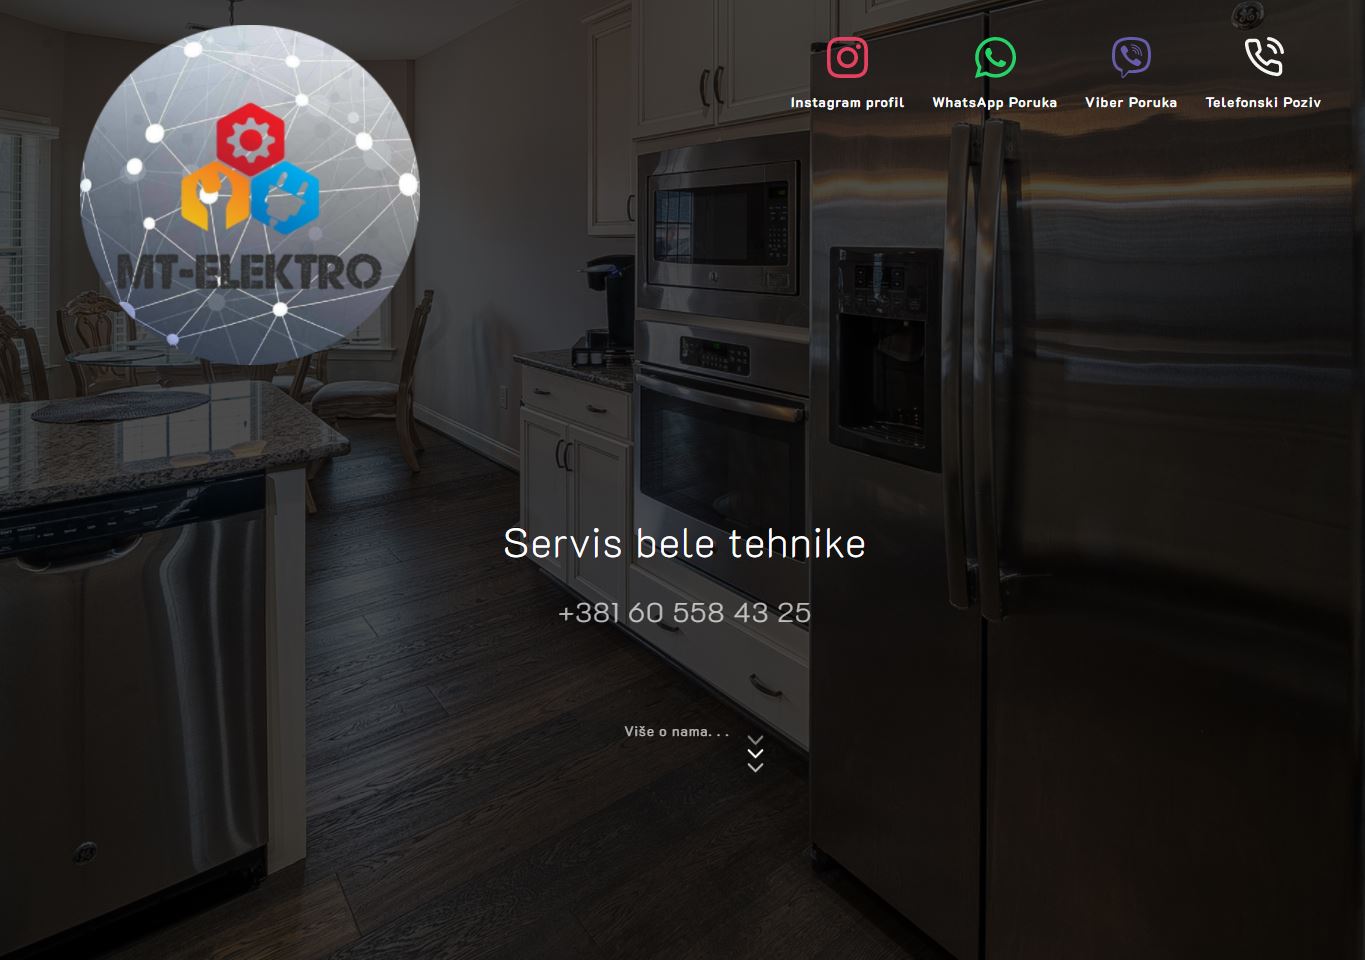 MT-ELEKTRO
Instagram profil
WhatsApp Poruka
Viber Poruka
Telefonski Poziv
Servis bele tehnike
+381 60 558 43 25
Više o nama. . .